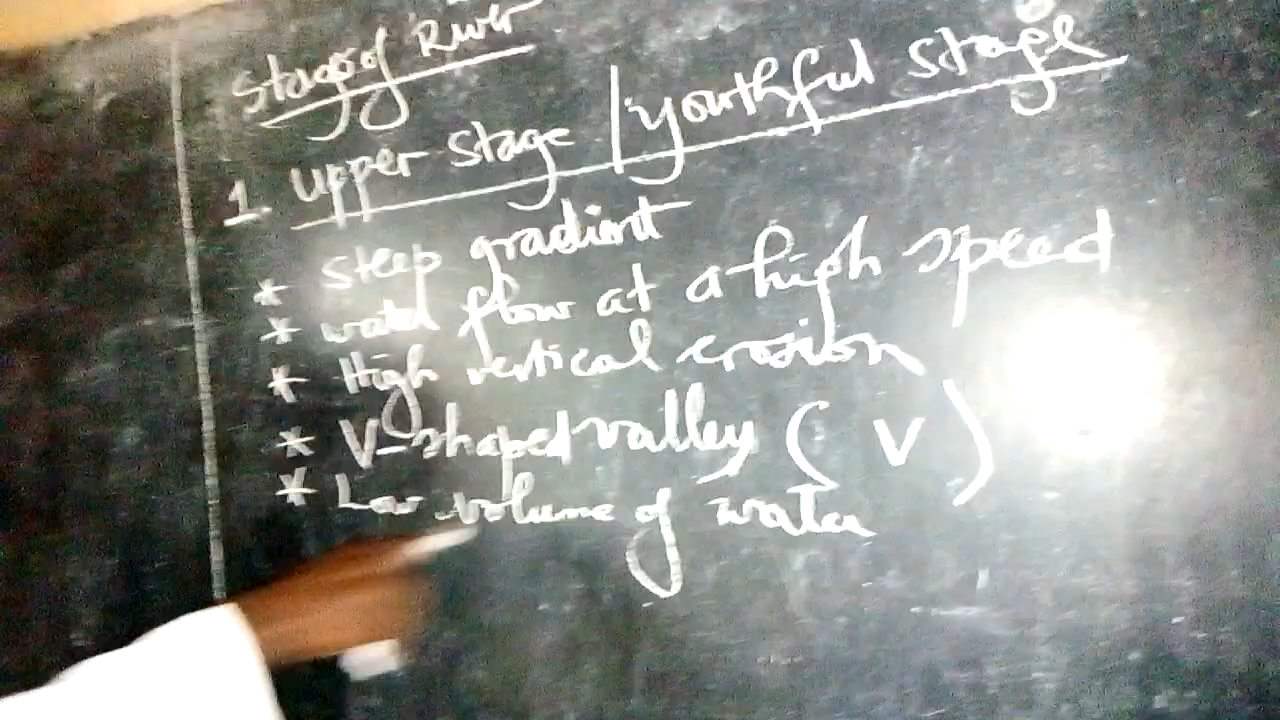 Stages of River
1. Upper Stage / youthful stage
* Steep gradient
* water flow at a high speed
* High vertical erosion
* V-shaped valley ( V )
* Low volume of water